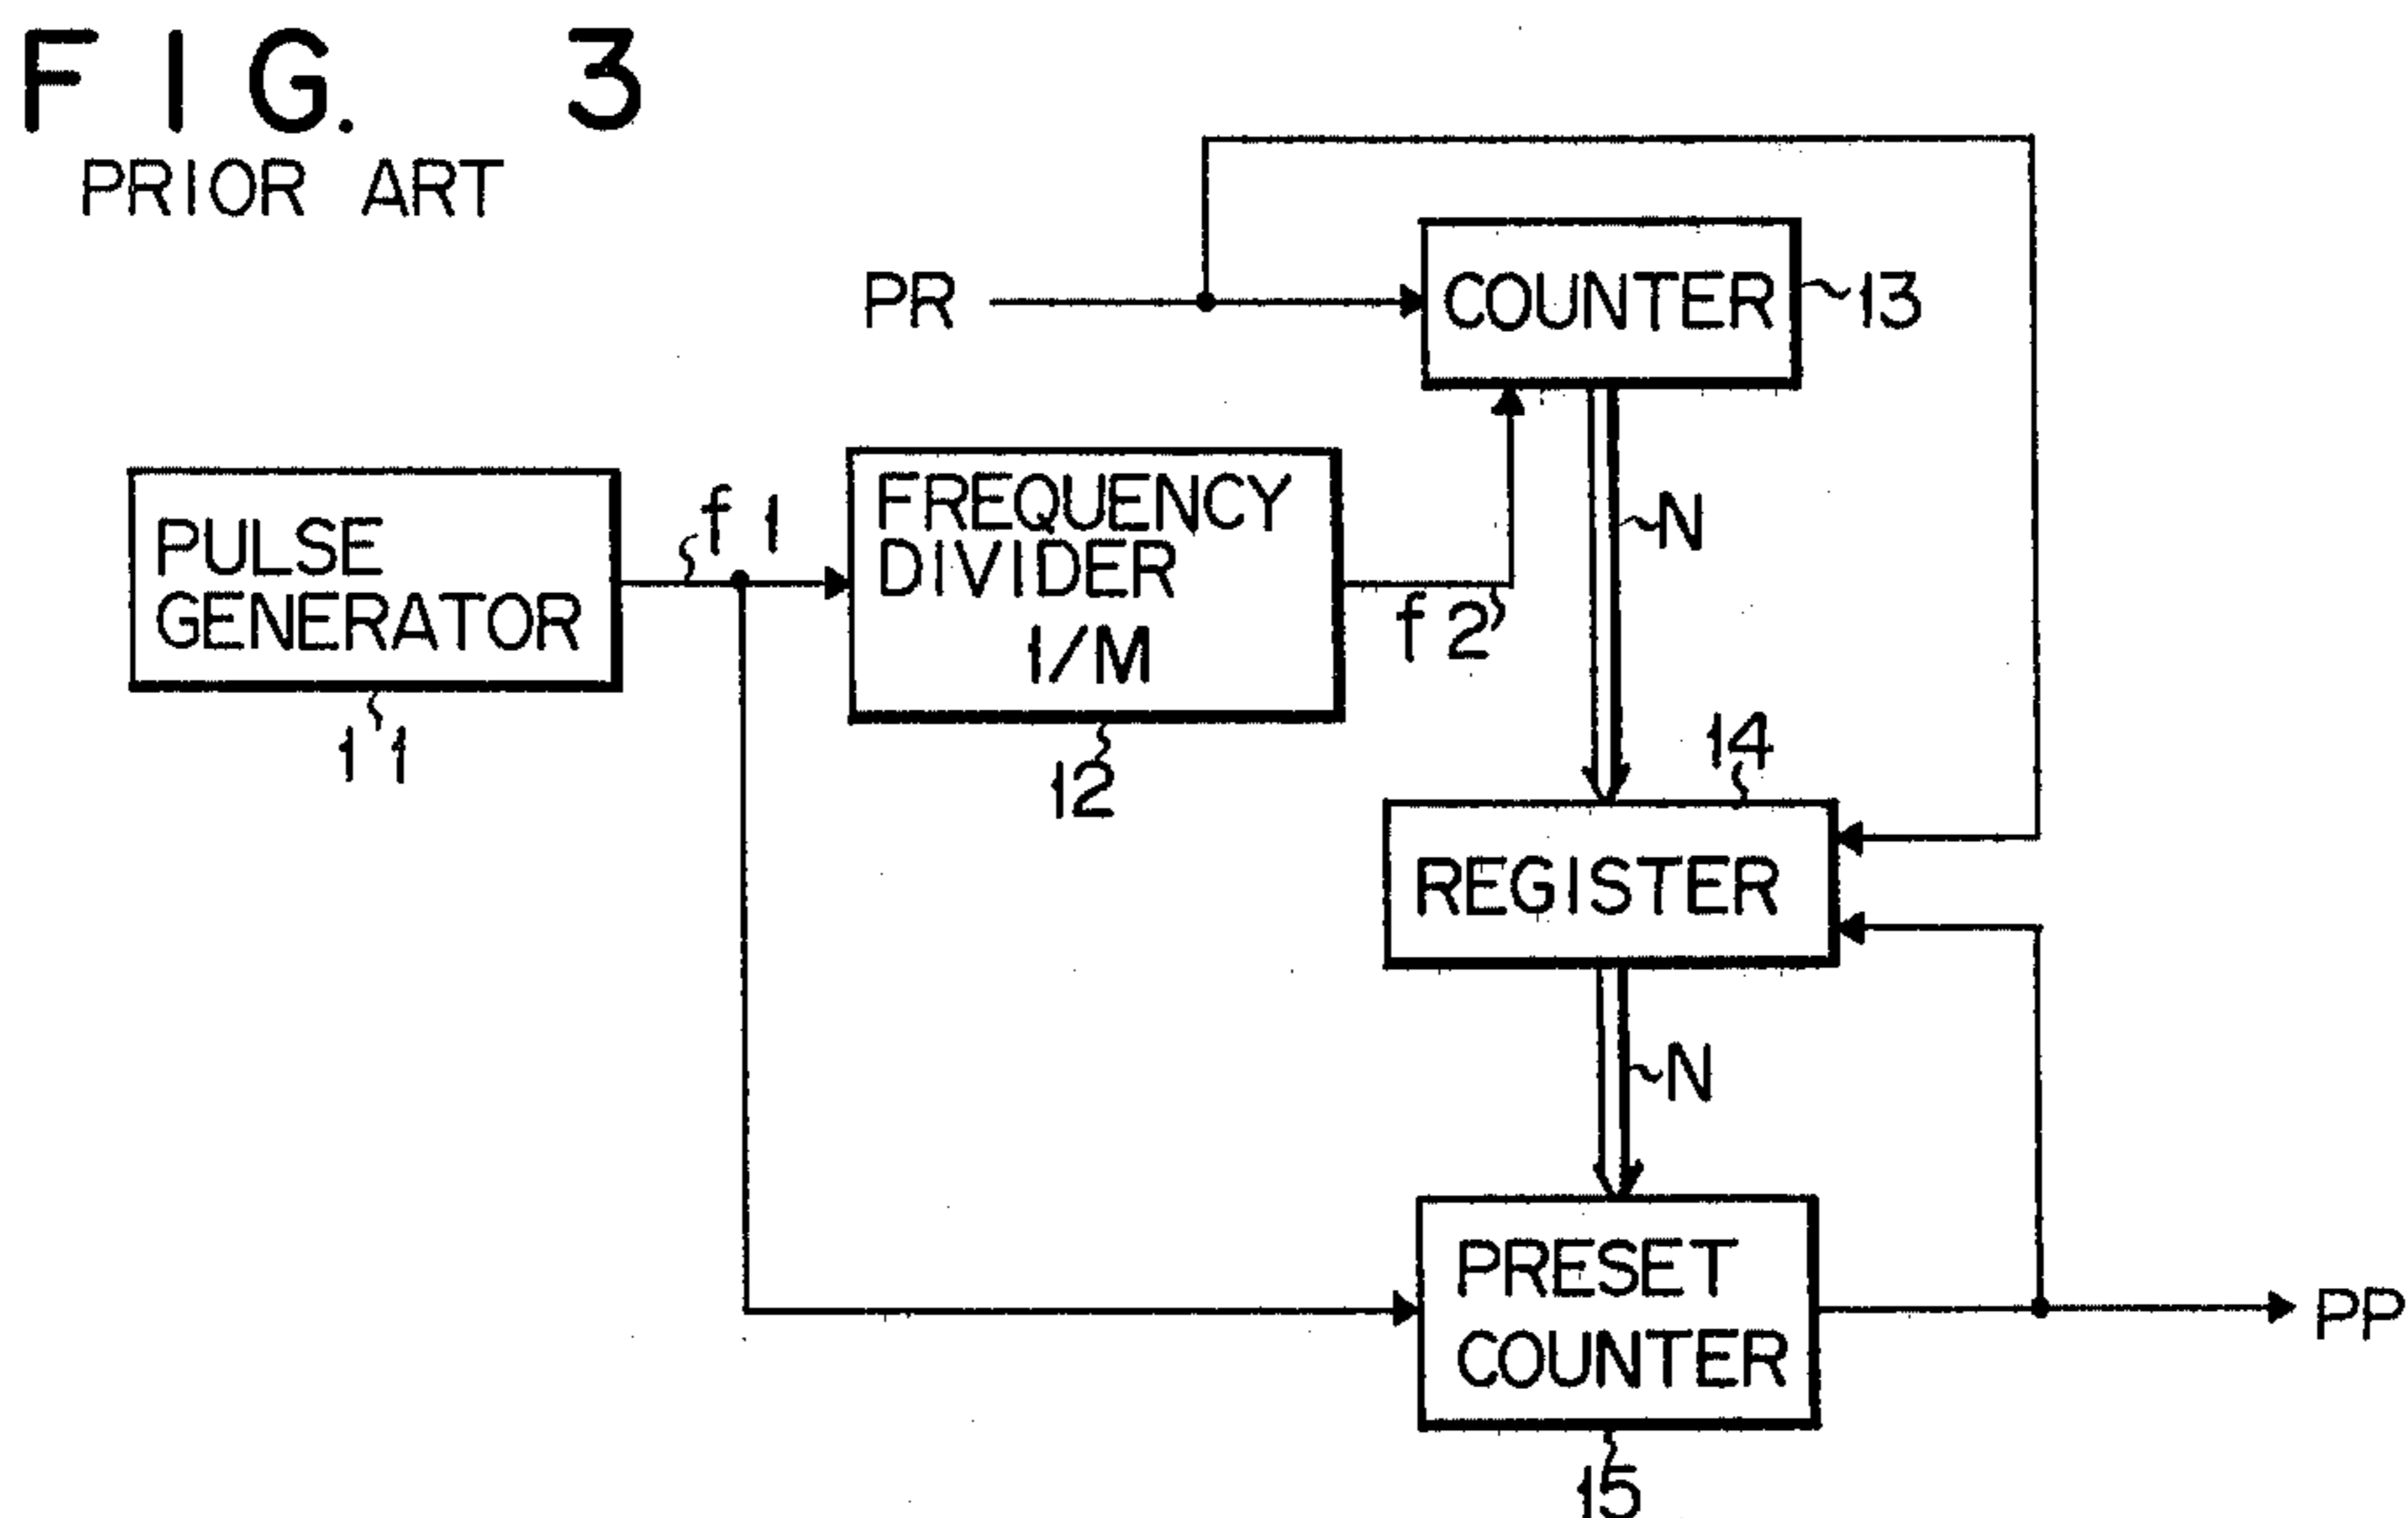 FIG. 3
PRIOR ART
PR
COUNTER
13
PULSE
GENERATOR
11
f1
FREQUENCY
DIVIDER
1/M
12
f2
N
14
REGISTER
N
PRESET
COUNTER
15
PP